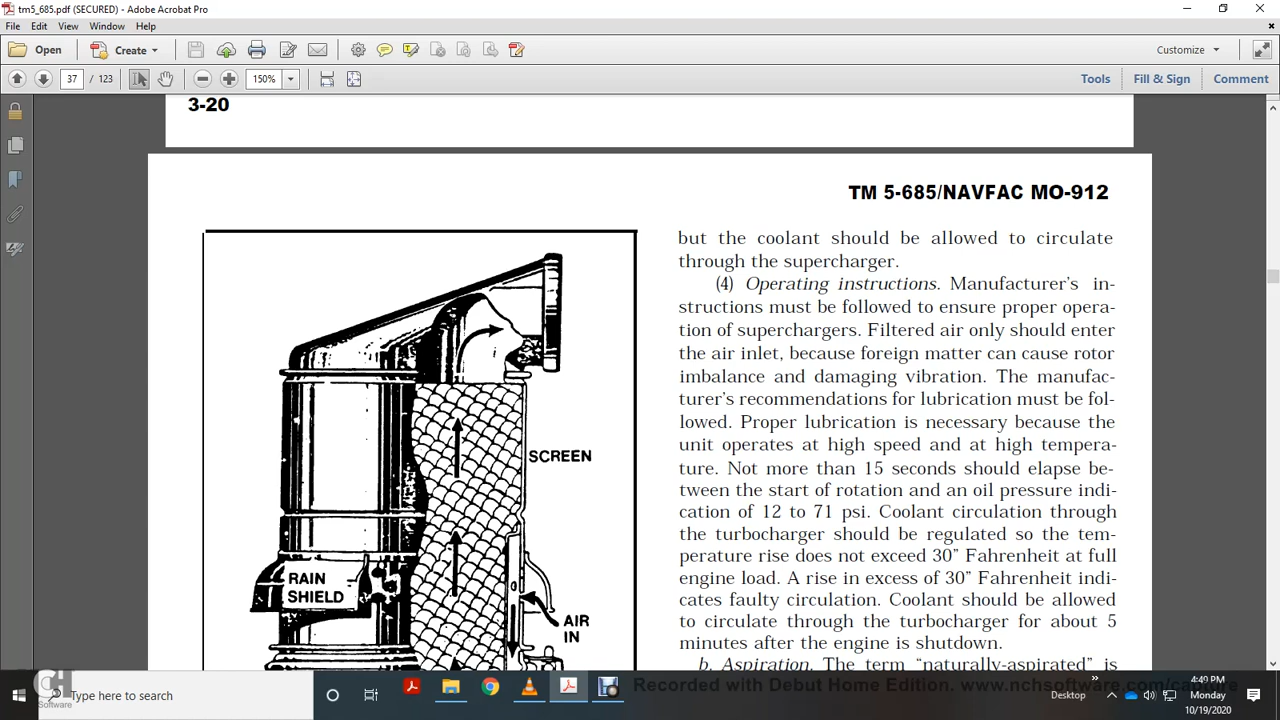 tm5_685.pdf (SECURED) - Adobe Acrobat Pro
File Edit View Window Help
Open Create Customize
37 / 123 150% Tools Fill & Sign Comment
3-20
TM 5-685/NAVFAC MO-912
SCREEN
RAIN
SHIELD
AIR
IN
but the coolant should be allowed to circulate
through the supercharger.
(4) Operating instructions. Manufacturer's in-
structions must be followed to ensure proper opera-
tion of superchargers. Filtered air only should enter
the air inlet, because foreign matter can cause rotor
imbalance and damaging vibration. The manufac-
turer's recommendations for lubrication must be fol-
lowed. Proper lubrication is necessary because the
unit operates at high speed and at high tempera-
ture. Not more than 15 seconds should elapse be-
tween the start of rotation and an oil pressure indi-
cation of 12 to 71 psi. Coolant circulation through
the turbocharger should be regulated so the tem-
perature rise does not exceed 30" Fahrenheit at full
engine load. A rise in excess of 30" Fahrenheit indi-
cates faulty circulation. Coolant should be allowed
to circulate through the turbocharger for about 5
minutes after the engine is shutdown.
b. Aspiration. The term "naturally-aspirated" is
CH
Software
Type here to search
Recorded with Debut Home Edition. www.nchsoftware.com/capture
Desktop
4:49 PM
Monday
10/19/2020